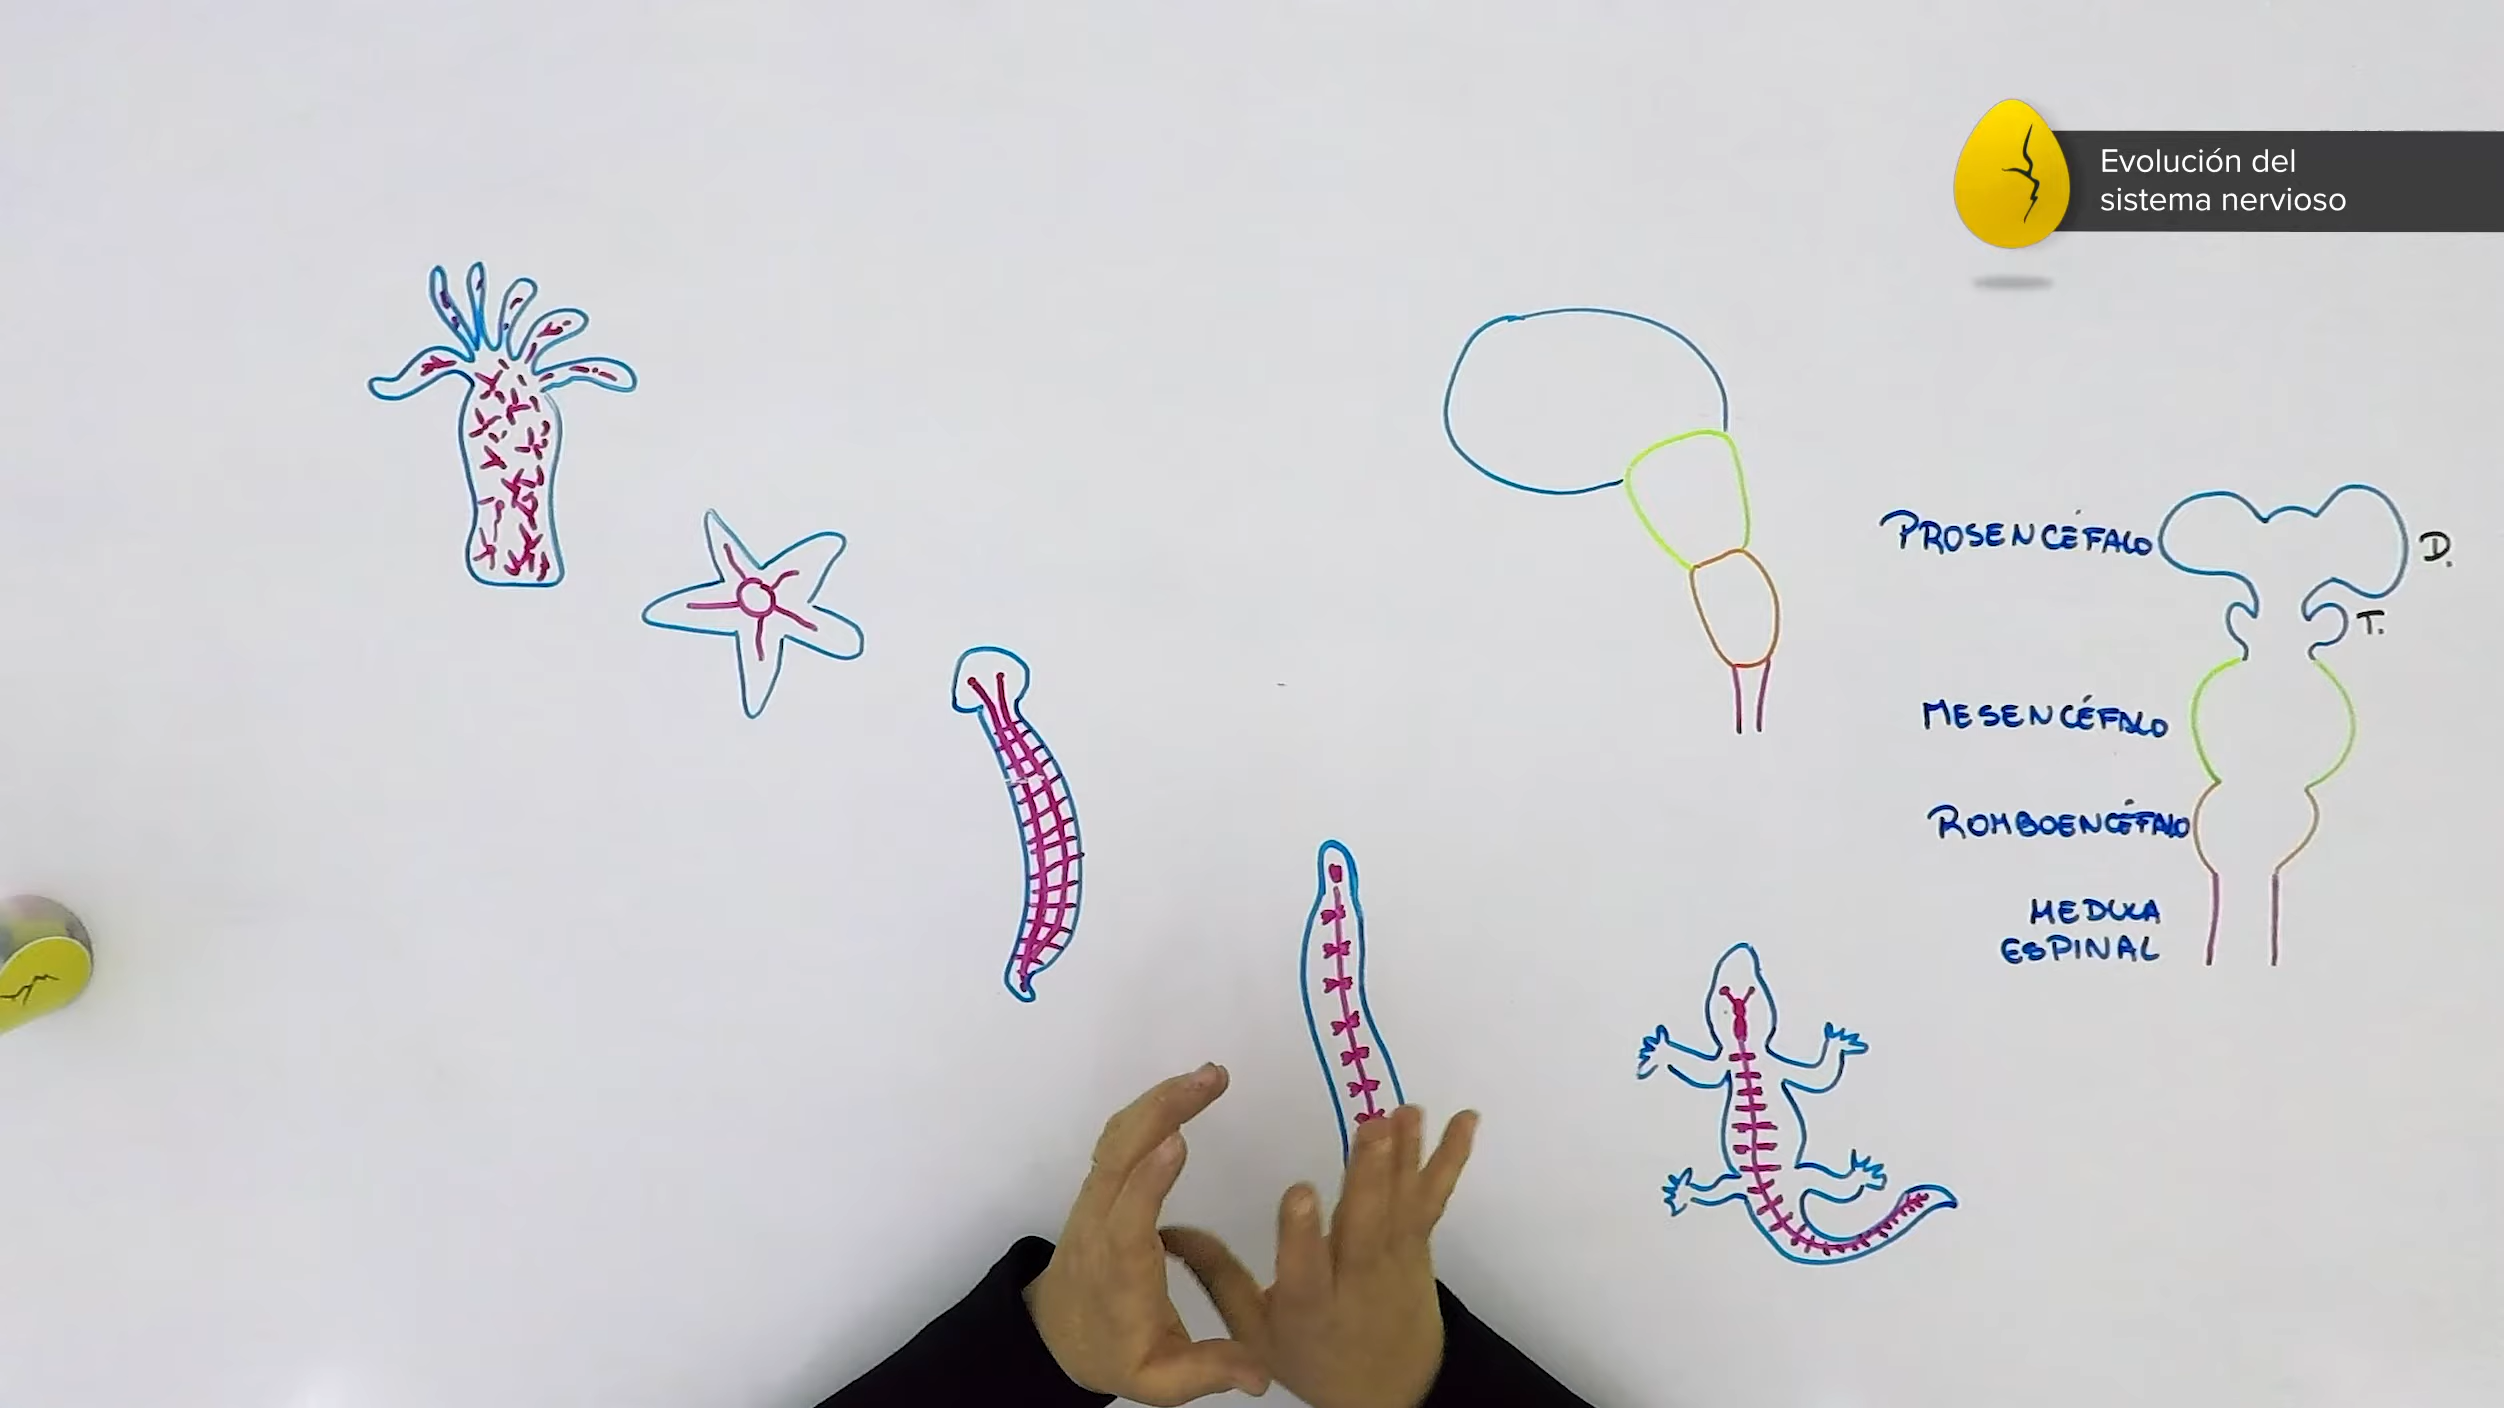 Evolución del
sistema nervioso
PROSENCÉFALO
D.
T.
MESENCÉFALO
ROMBOENCÉFALO
MEDULA
ESPINAL